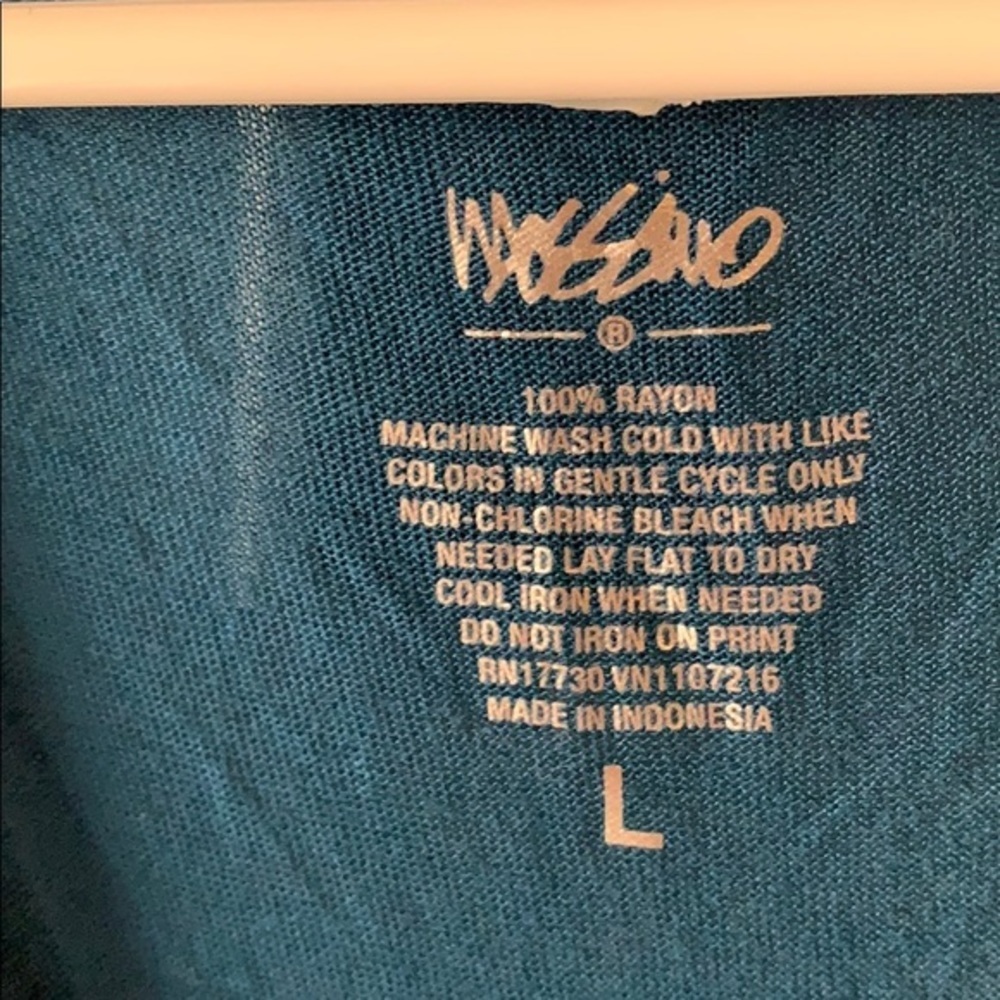 Mossimo
®
100% RAYON
MACHINE WASH COLD WITH LIKE
COLORS IN GENTLE CYCLE ONLY
NON-CHLORINE BLEACH WHEN
NEEDED LAY FLAT TO DRY
COOL IRON WHEN NEEDED
DO NOT IRON ON PRINT
RN17730 VN1107216
MADE IN INDONESIA
L